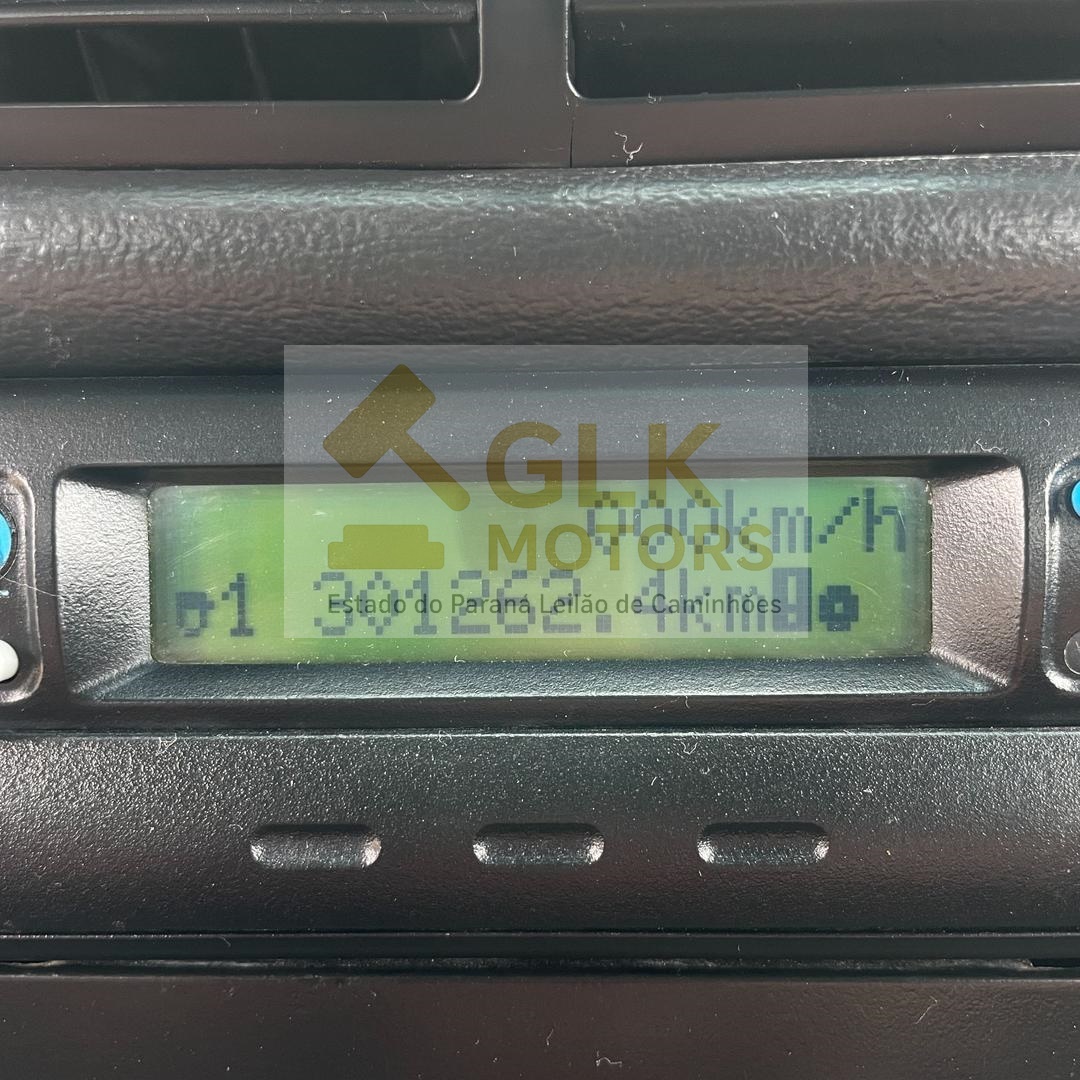 GLK
MOTORS
000km/h
Estado do Paraná Leilão de Caminhões
1 301262.4km